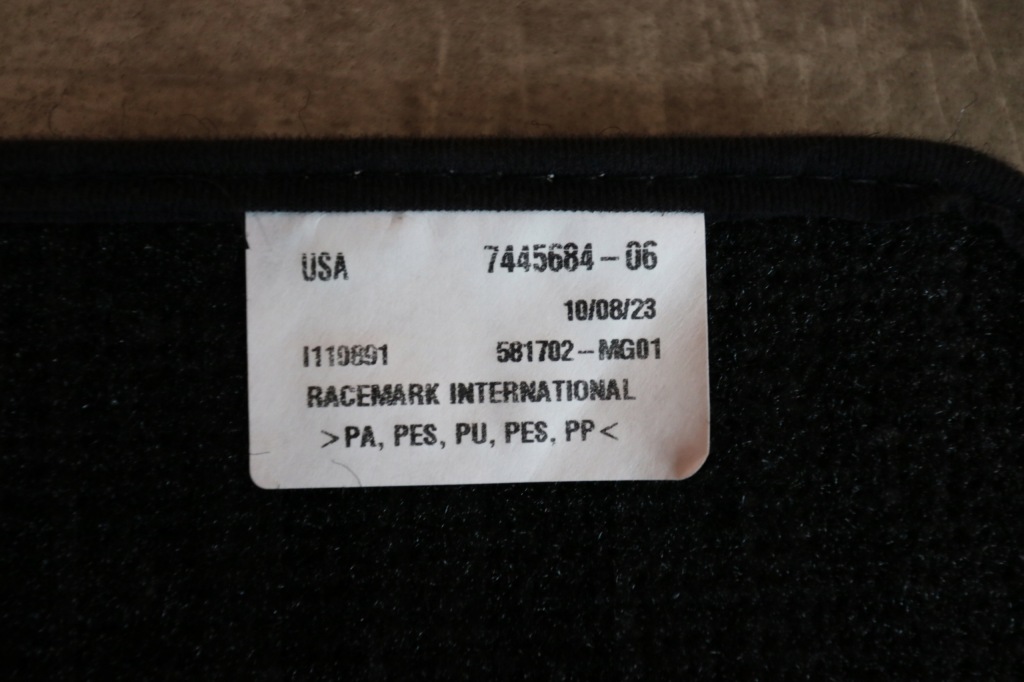 USA 7445684-06
10/08/23
I110891 581702-MG01
RACEMARK INTERNATIONAL
>PA, PES, PU, PES, PP<